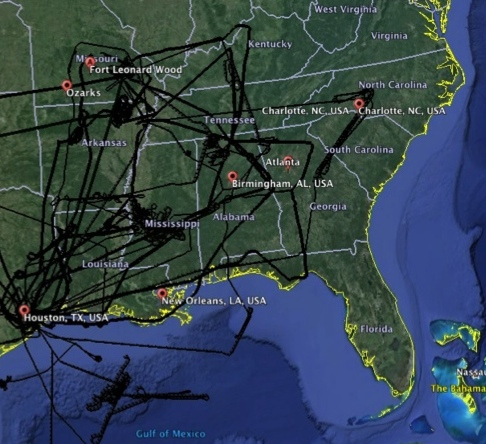 West Virginia
Kentucky
Virginia
Missouri
Fort Leonard Wood
Ozarks
North Carolina
Charlotte, NC, USA
Charlotte, NC, USA
Tennessee
Arkansas
South Carolina
Atlanta
Birmingham, AL, USA
Georgia
Alabama
Mississippi
Louisiana
New Orleans, LA, USA
Houston, TX, USA
Florida
Nassau
The Bahamas
Gulf of Mexico